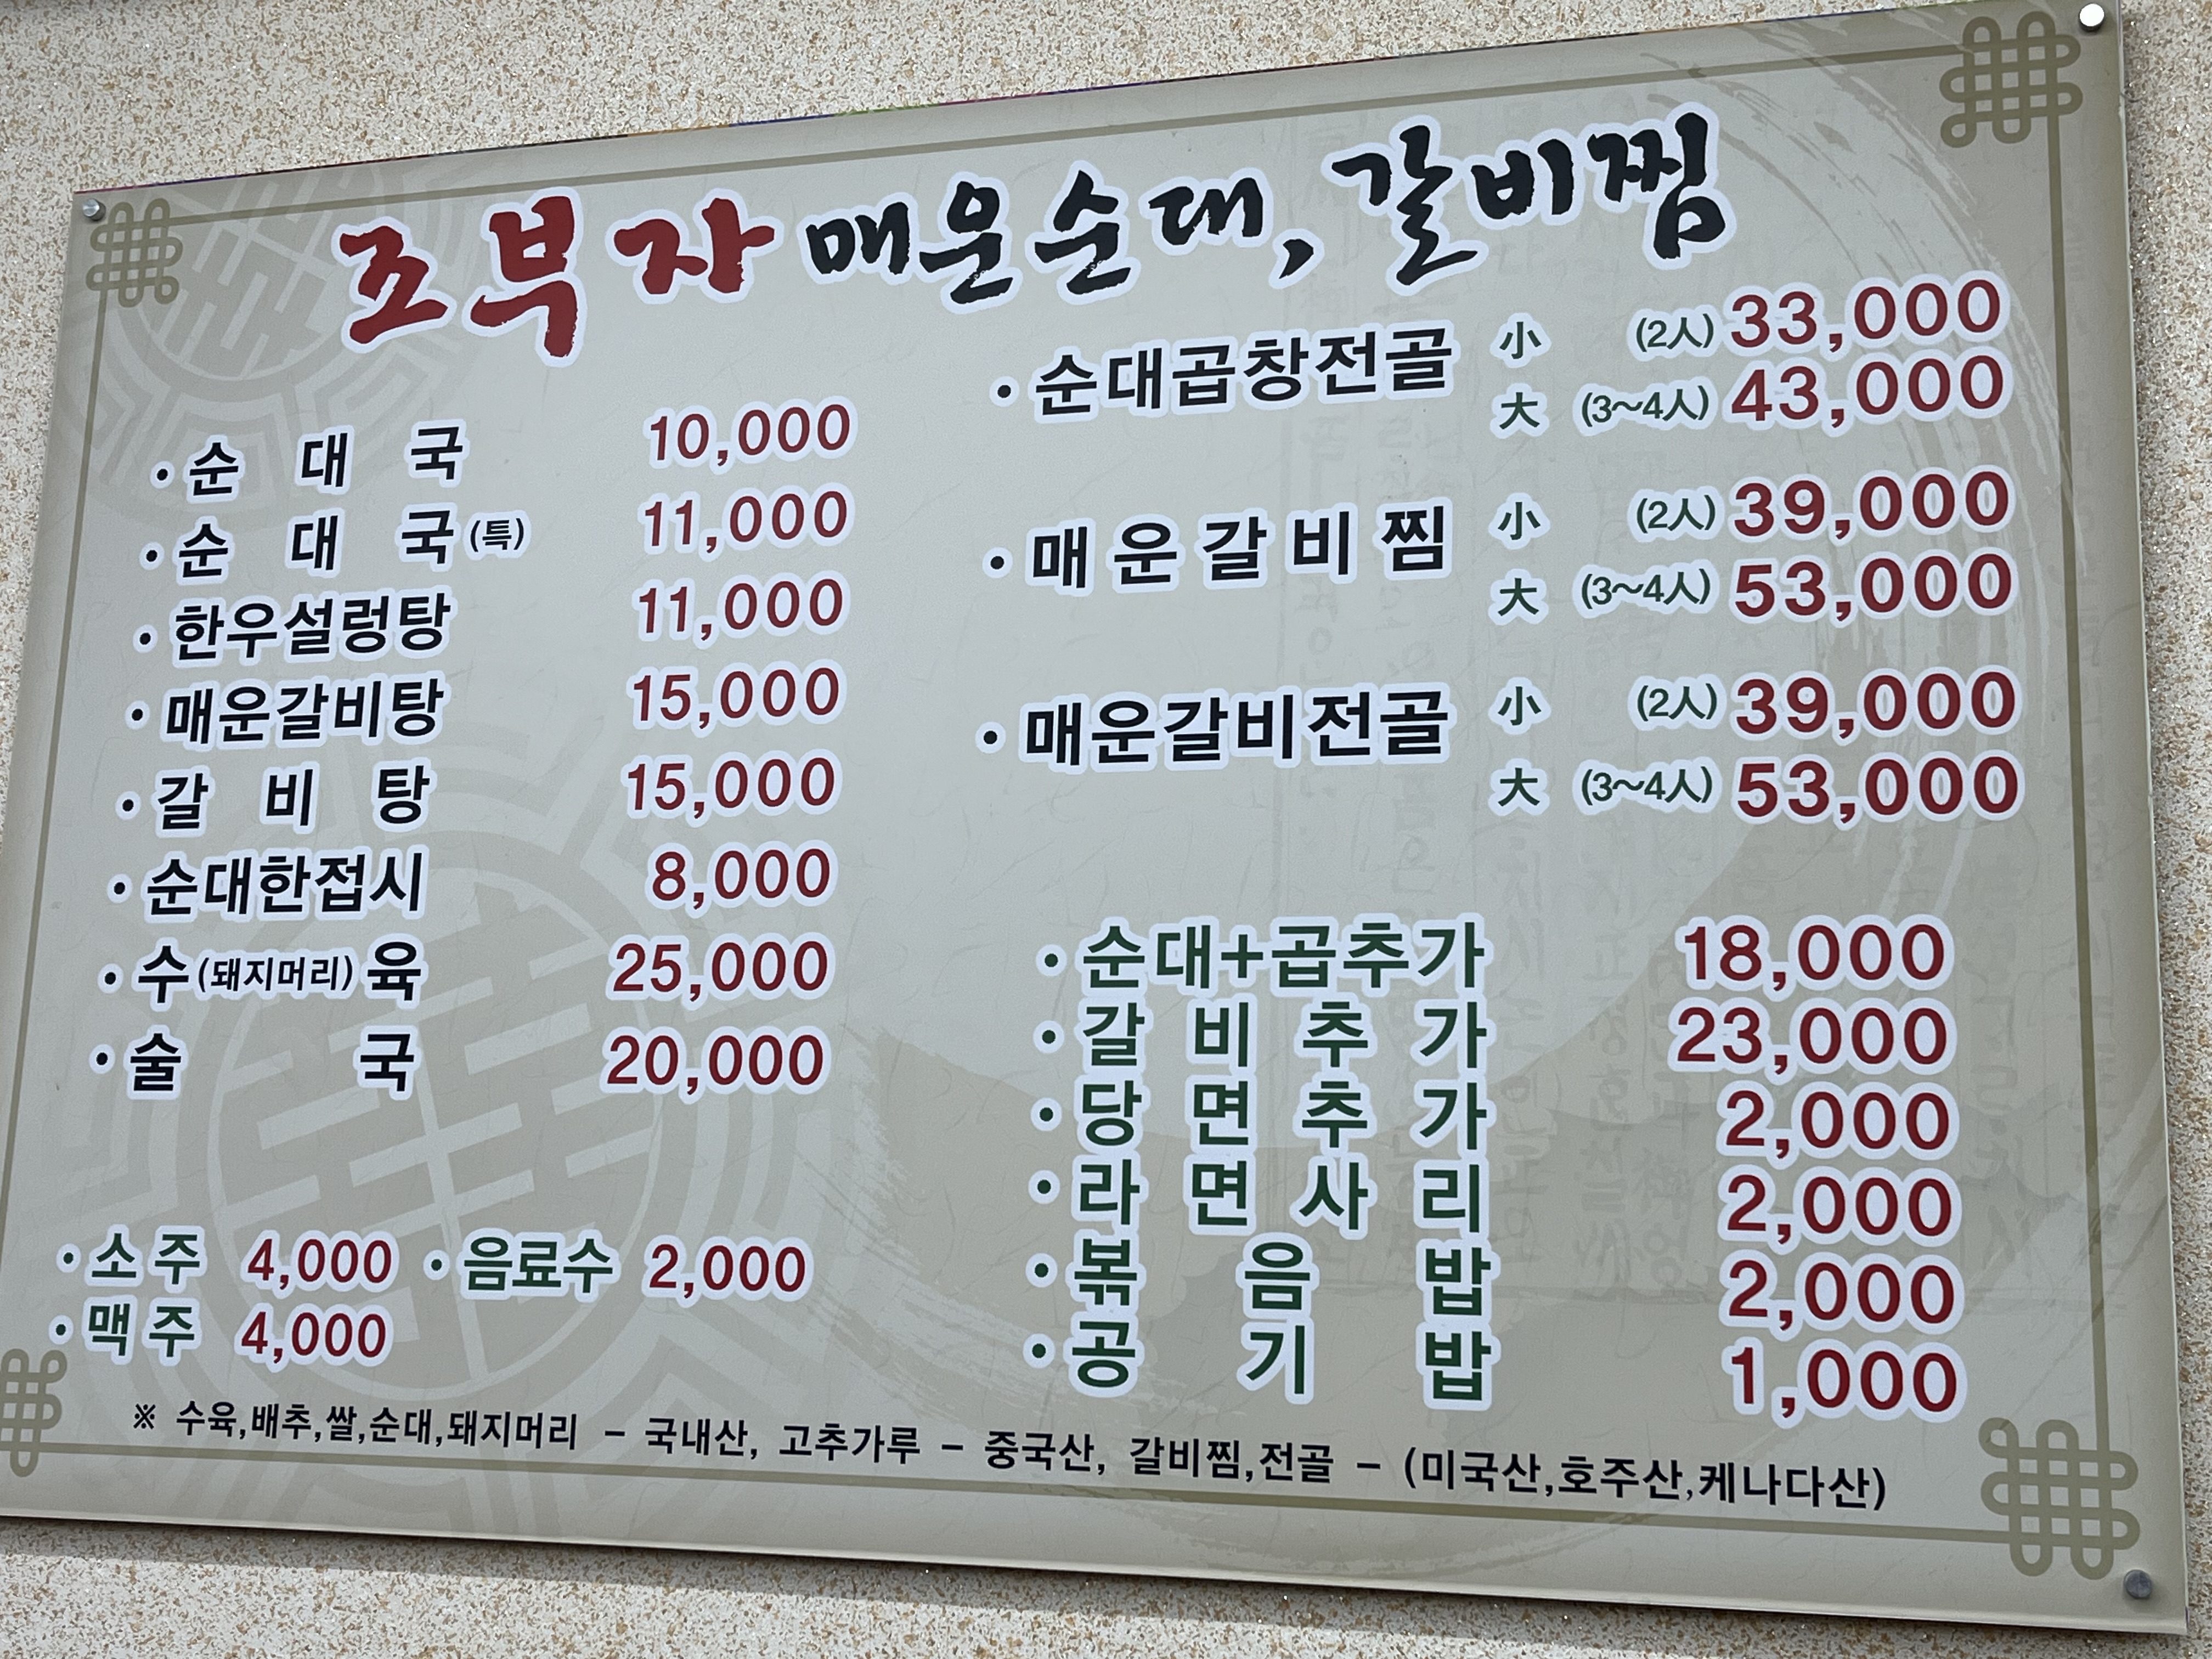 조부자 매운순대, 갈비찜
· 순 대 국 10,000
· 순 대 국 (특) 11,000
· 한우설렁탕 11,000
· 매운갈비탕 15,000
· 갈 비 탕 15,000
· 순대한접시 8,000
· 수(돼지머리)육 25,000
· 술 국 20,000
· 소 주 4,000 · 음료수 2,000
· 맥 주 4,000
· 순대곱창전골 小 (2人) 33,000
大 (3~4人) 43,000
· 매 운 갈 비 찜 小 (2人) 39,000
大 (3~4人) 53,000
· 매운갈비전골 小 (2人) 39,000
大 (3~4人) 53,000
· 순대+곱추가 18,000
· 갈 비 추 가 23,000
· 당 면 추 가 2,000
· 라 면 사 리 2,000
· 볶 음 밥 2,000
· 공 기 밥 1,000
※ 수육,배추,쌀,순대,돼지머리 – 국내산, 고추가루 – 중국산, 갈비찜,전골 – (미국산,호주산,케나다산)